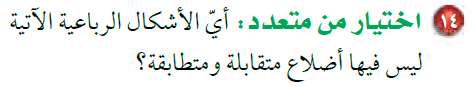 ١٤ اختيار من متعدد: أيّ الأشكال الرباعية الآتية
ليس فيها أضلاع متقابلة ومتطابقة؟